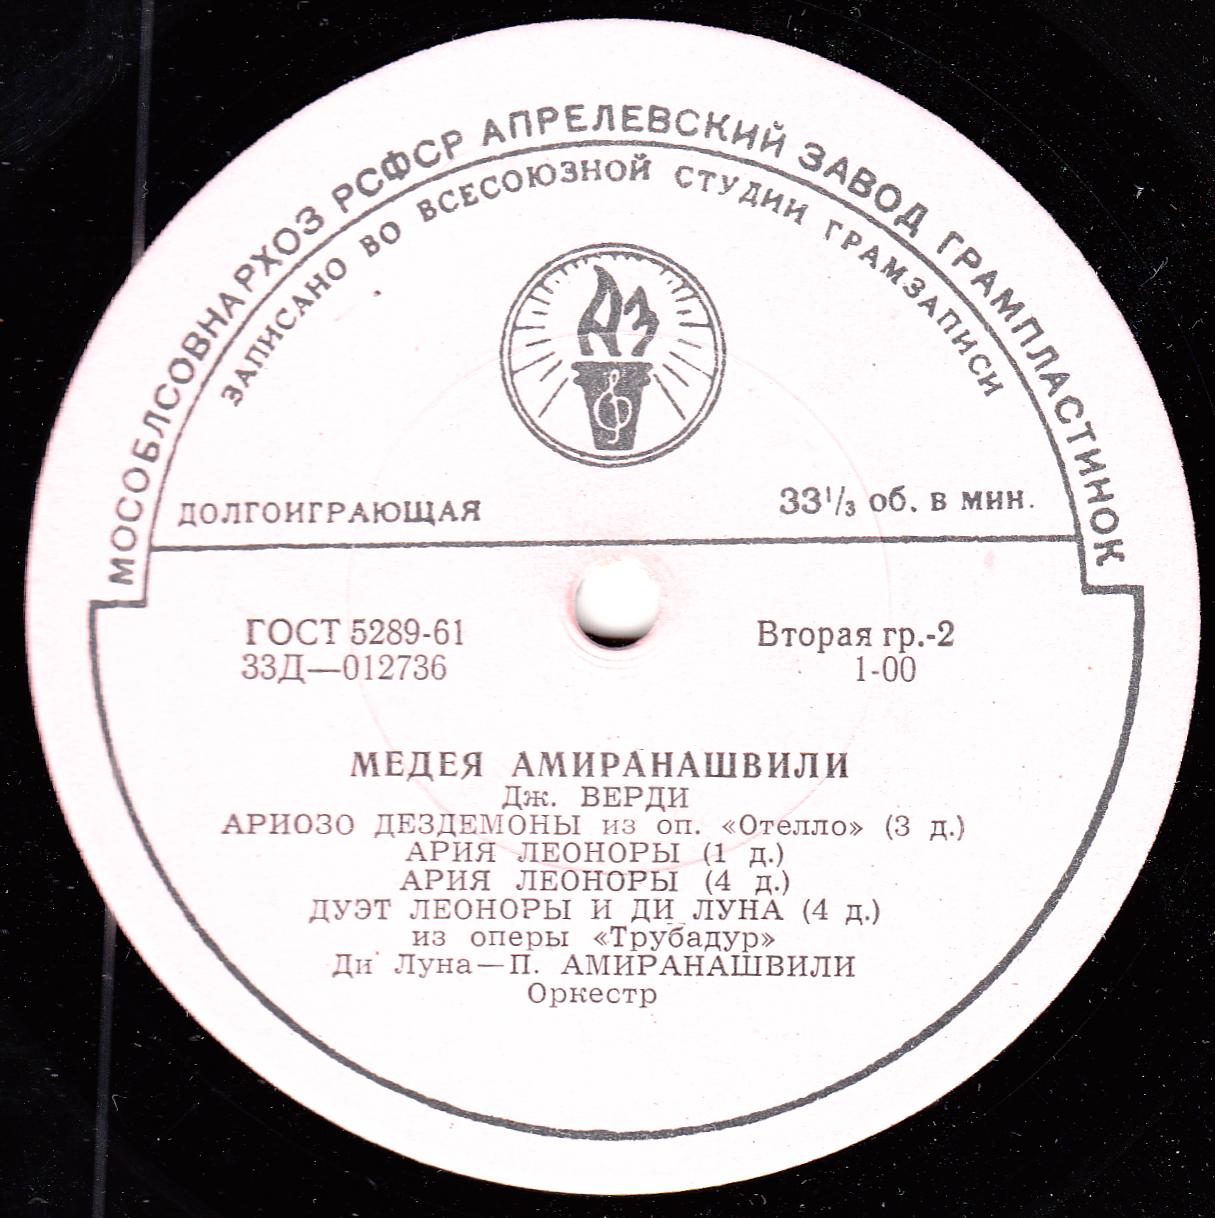 МОСОБЛСОВНАРХОЗ РСФСР АПРЕЛЕВСКИЙ ЗАВОД ГРАМПЛАСТИНОК
ЗАПИСАНО ВО ВСЕСОЮЗНОЙ СТУДИИ ГРАМЗАПИСИ
АЗ
ДОЛГОИГРАЮЩАЯ
33 1/3 об. в мин.
ГОСТ 5289-61
Вторая гр.-2
33Д—012736
1-00
МЕДЕЯ АМИРАНАШВИЛИ
Дж. ВЕРДИ
АРИОЗО ДЕЗДЕМОНЫ из оп. «Отелло» (3 д.)
АРИЯ ЛЕОНОРЫ (1 д.)
АРИЯ ЛЕОНОРЫ (4 д.)
ДУЭТ ЛЕОНОРЫ И ДИ ЛУНА (4 д.)
из оперы «Трубадур»
Ди Луна—П. АМИРАНАШВИЛИ
Оркестр